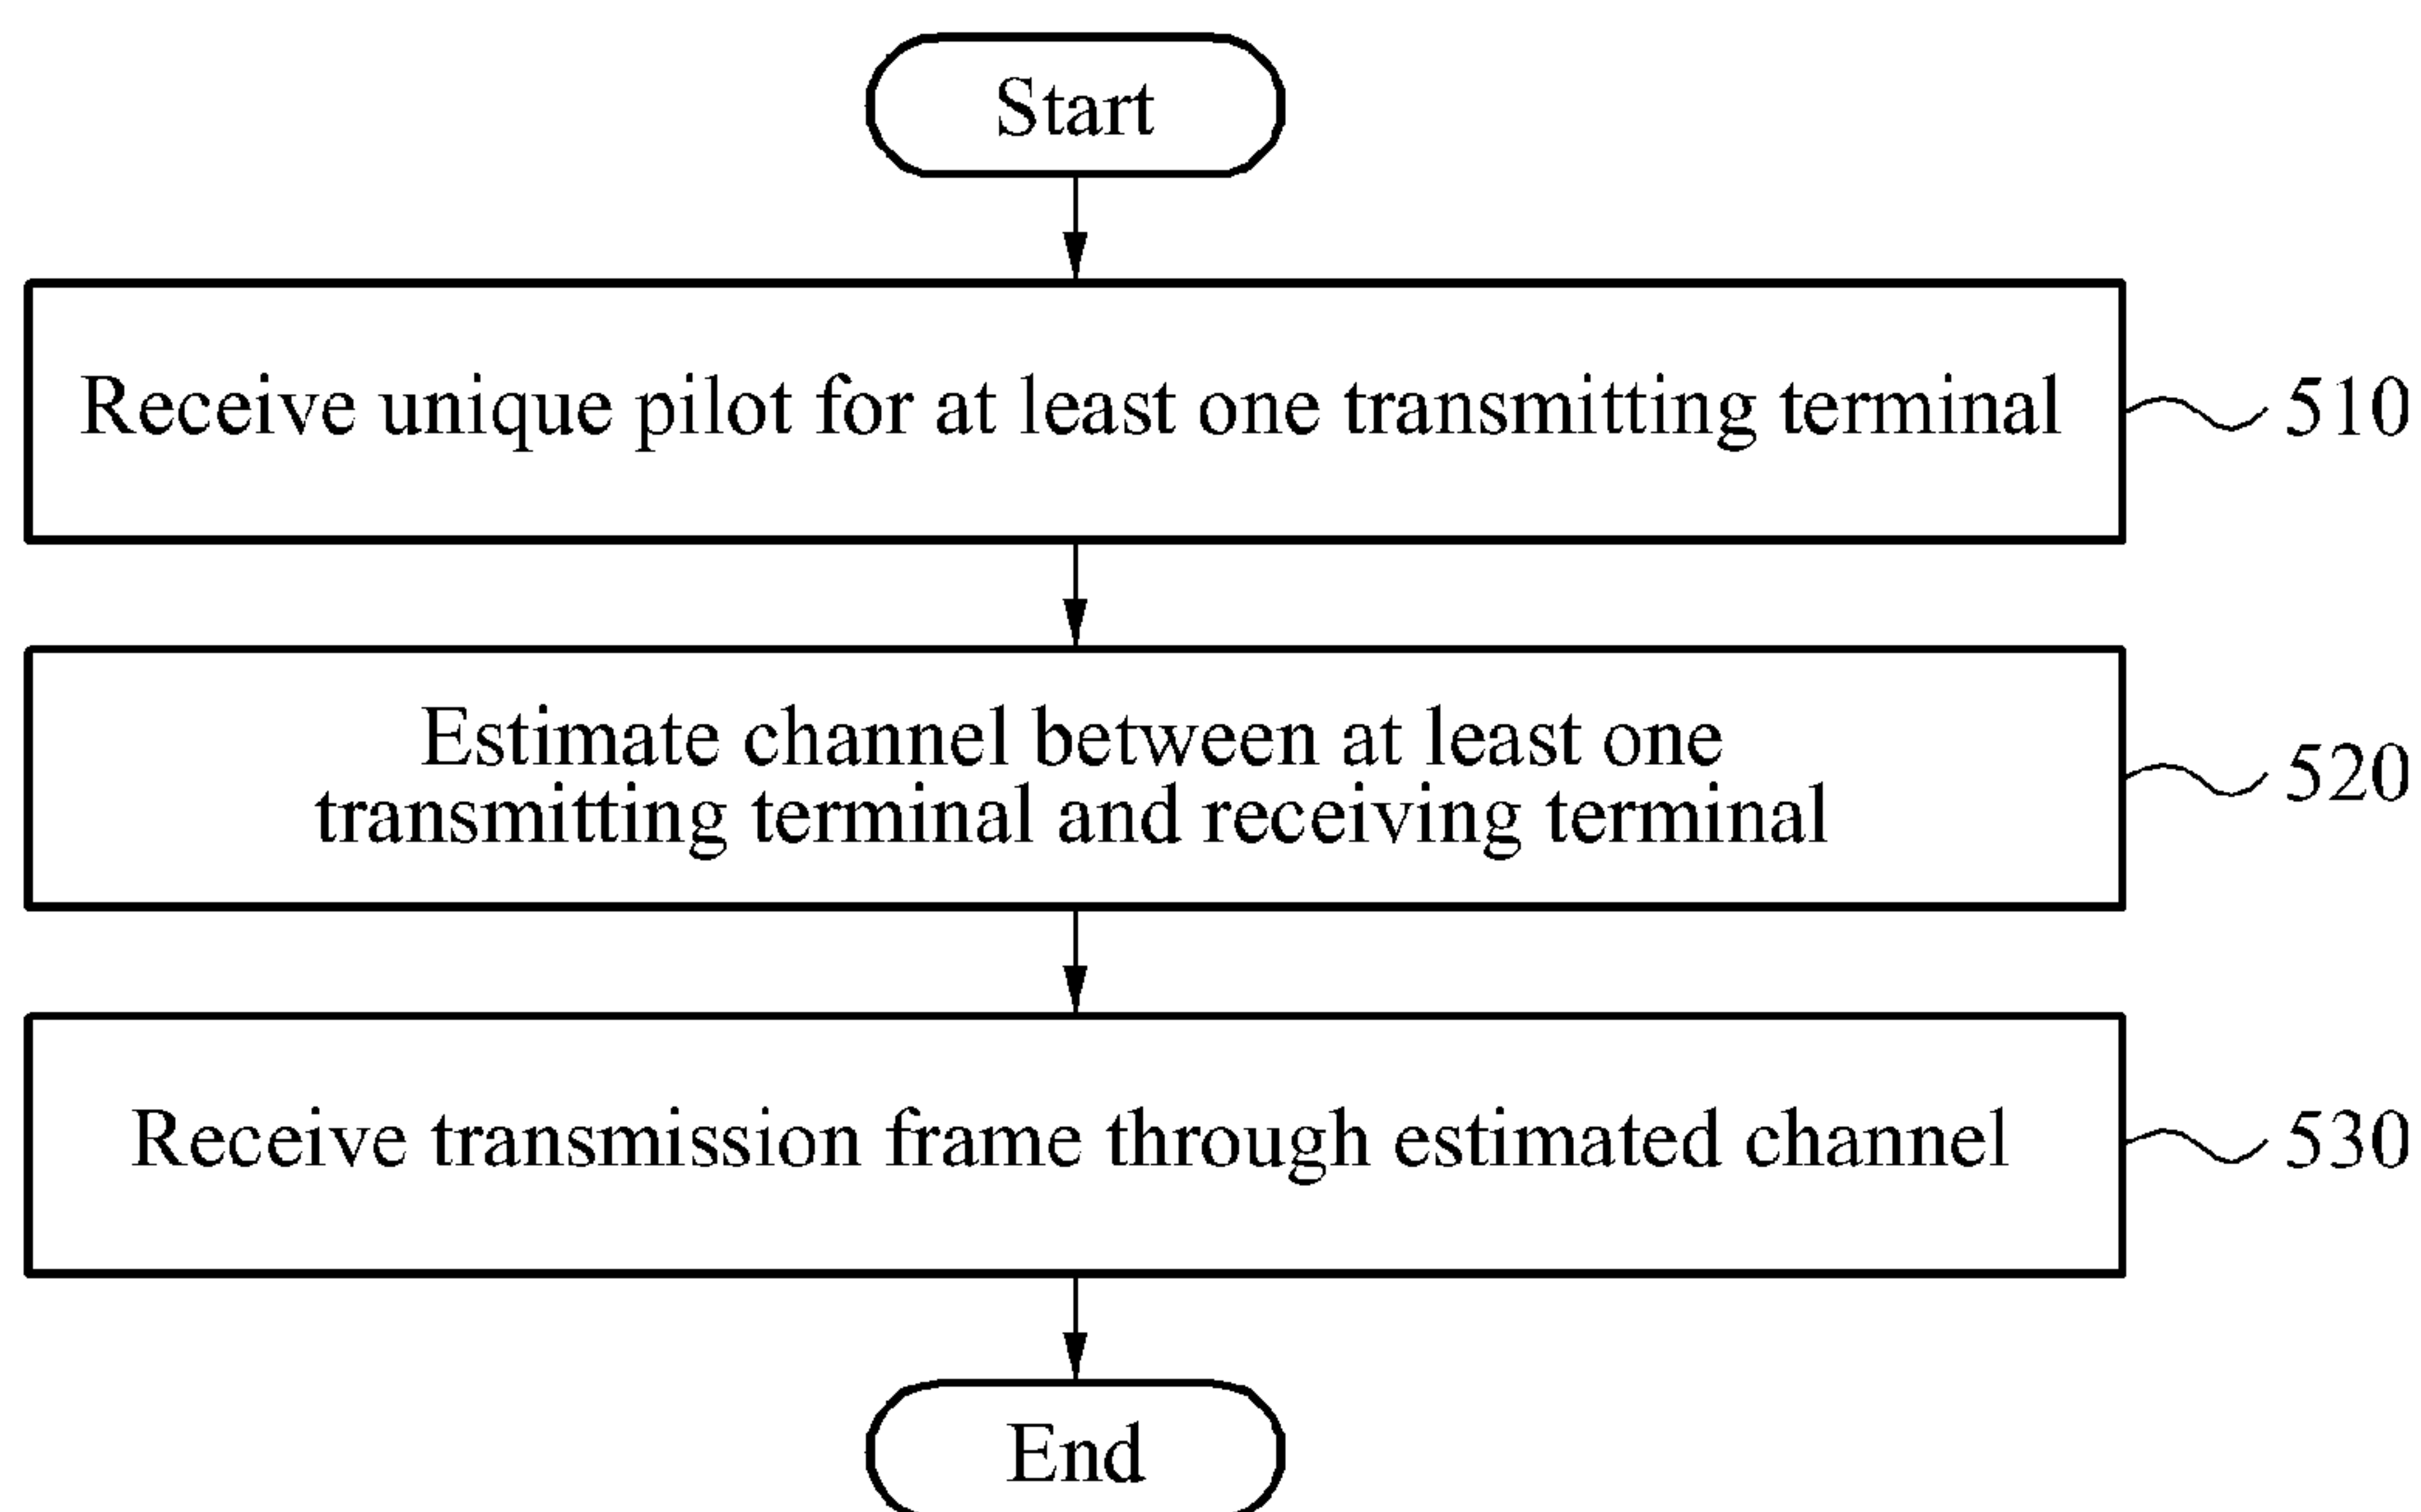 Start
Receive unique pilot for at least one transmitting terminal
510
Estimate channel between at least one
transmitting terminal and receiving terminal
520
Receive transmission frame through estimated channel
530
End